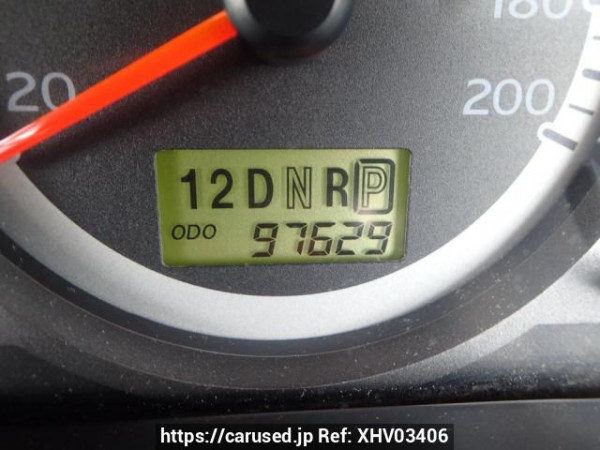 180
20
200
12DNRP
ODO 97629
https://carused.jp Ref: XHV03406